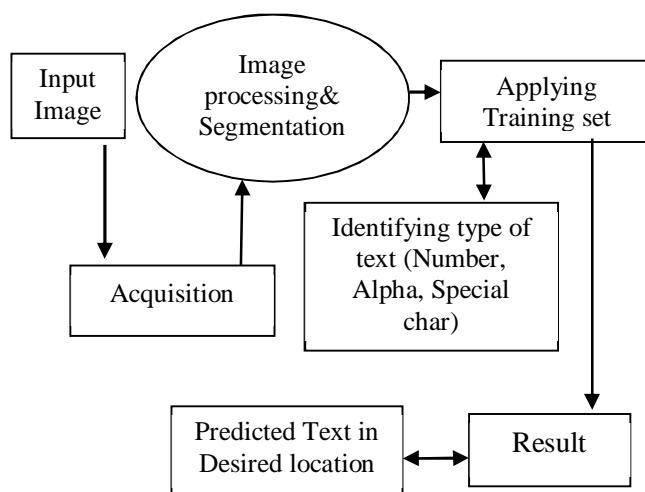 Input
Image
Image
processing&
Segmentation
Applying
Training set
Acquisition
Identifying type of
text (Number,
Alpha, Special
char)
Predicted Text in
Desired location
Result